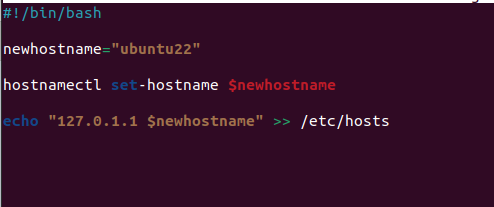 #!/bin/bash
newhostname="ubuntu22"
hostnamectl set-hostname $newhostname
echo "127.0.1.1 $newhostname" >> /etc/hosts